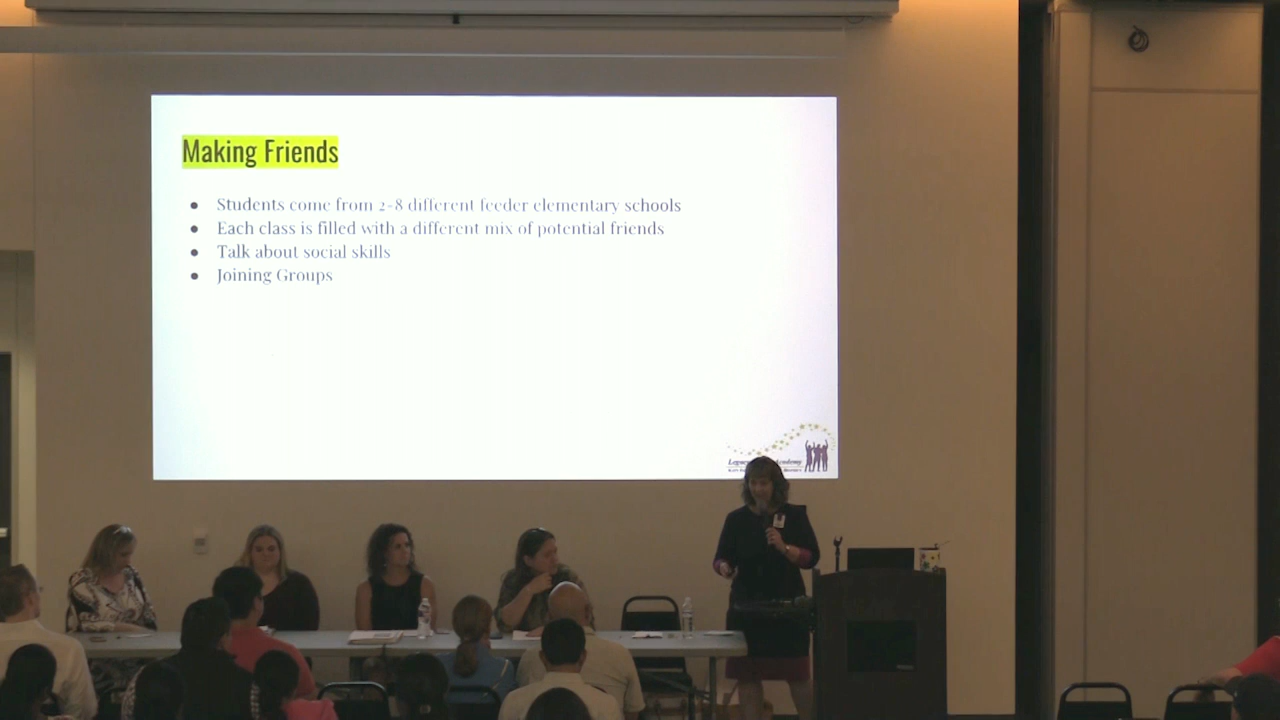 Making Friends
● Students come from 2-8 different feeder elementary schools
● Each class is filled with a different mix of potential friends
● Talk about social skills
● Joining Groups